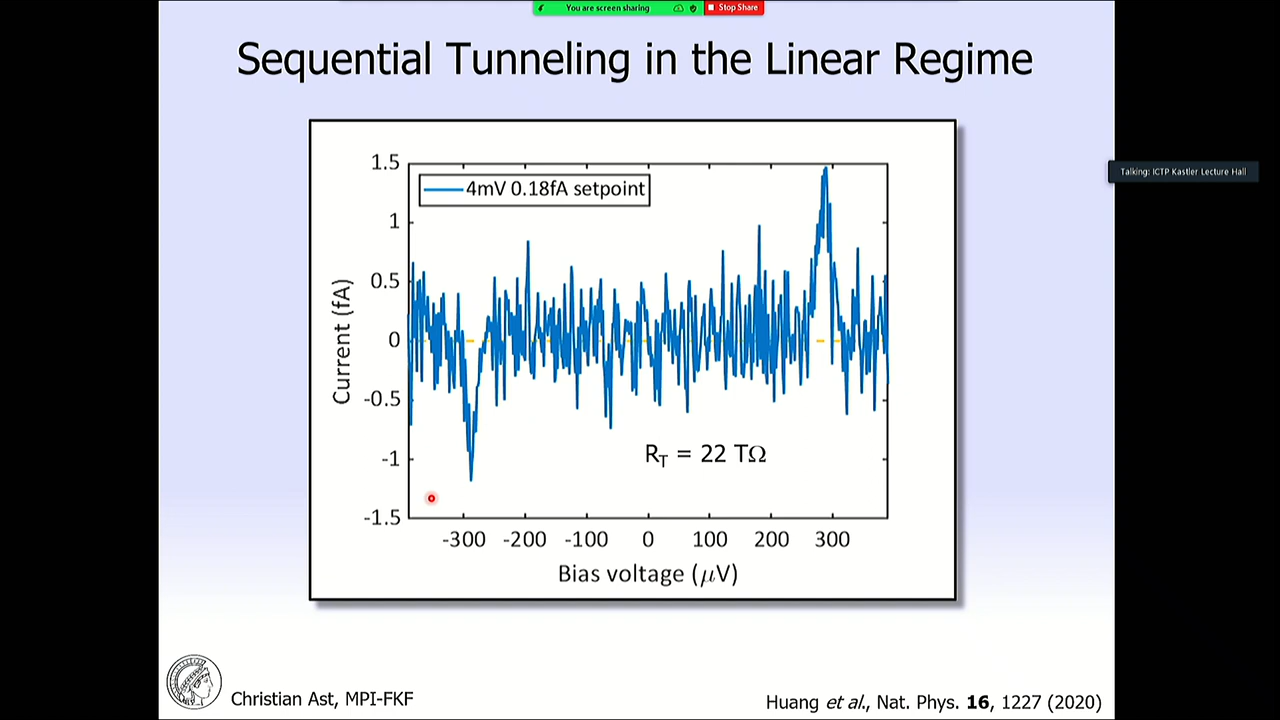 You are screen sharing
Stop Share
Sequential Tunneling in the Linear Regime
Talking: ICTP Kastler Lecture Hall
1.5
4mV 0.18fA setpoint
1
0.5
0
-0.5
-1
-1.5
Current (fA)
R_T = 22 TΩ
-300 -200 -100 0 100 200 300
Bias voltage (μV)
Christian Ast, MPI-FKF
Huang et al., Nat. Phys. 16, 1227 (2020)